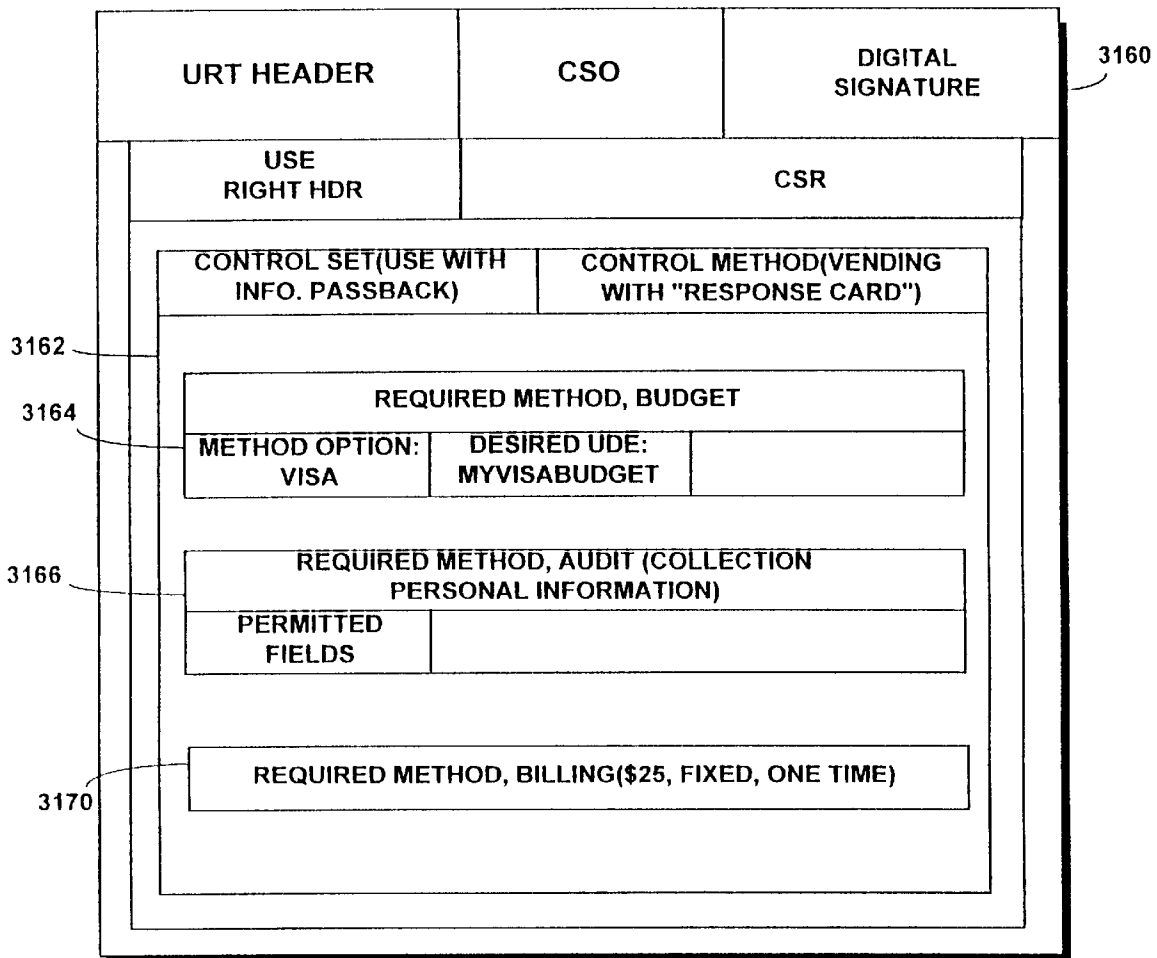 URT HEADER
CSO
DIGITAL
SIGNATURE
3160
USE
RIGHT HDR
CSR
CONTROL SET(USE WITH
INFO. PASSBACK)
CONTROL METHOD(VENDING
WITH "RESPONSE CARD")
3162
REQUIRED METHOD, BUDGET
3164
METHOD OPTION:
VISA
DESIRED UDE:
MYVISABUDGET
REQUIRED METHOD, AUDIT (COLLECTION
PERSONAL INFORMATION)
3166
PERMITTED
FIELDS
REQUIRED METHOD, BILLING($25, FIXED, ONE TIME)
3170